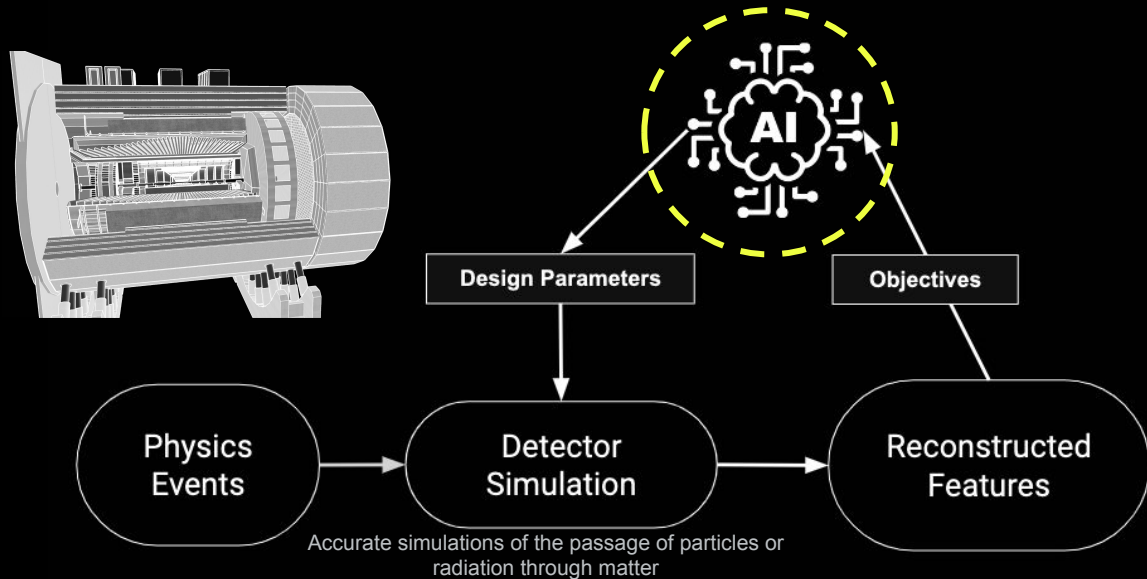 AI
Design Parameters
Objectives
Physics
Events
Detector
Simulation
Reconstructed
Features
Accurate simulations of the passage of particles or
radiation through matter